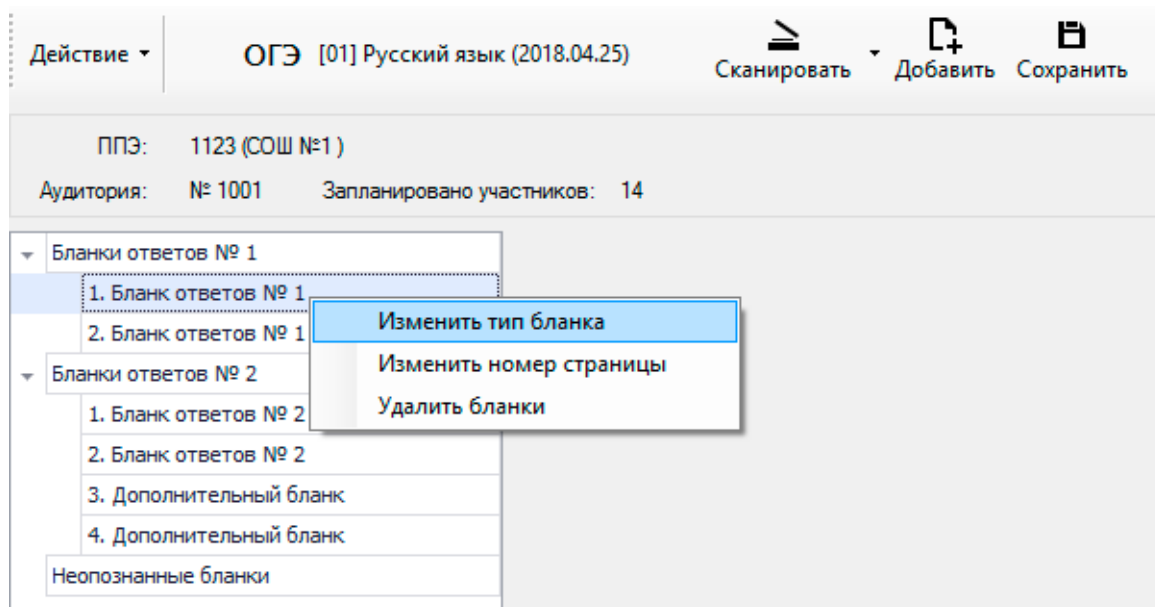 Действие ОГЭ [01] Русский язык (2018.04.25) Сканировать Добавить Сохранить
ППЭ: 1123 (СОШ №1 )
Аудитория: № 1001 Запланировано участников: 14
Бланки ответов № 1
1. Бланк ответов № 1
Изменить тип бланка
2. Бланк ответов № 1
Изменить номер страницы
Бланки ответов № 2
Удалить бланки
1. Бланк ответов № 2
2. Бланк ответов № 2
3. Дополнительный бланк
4. Дополнительный бланк
Неопознанные бланки